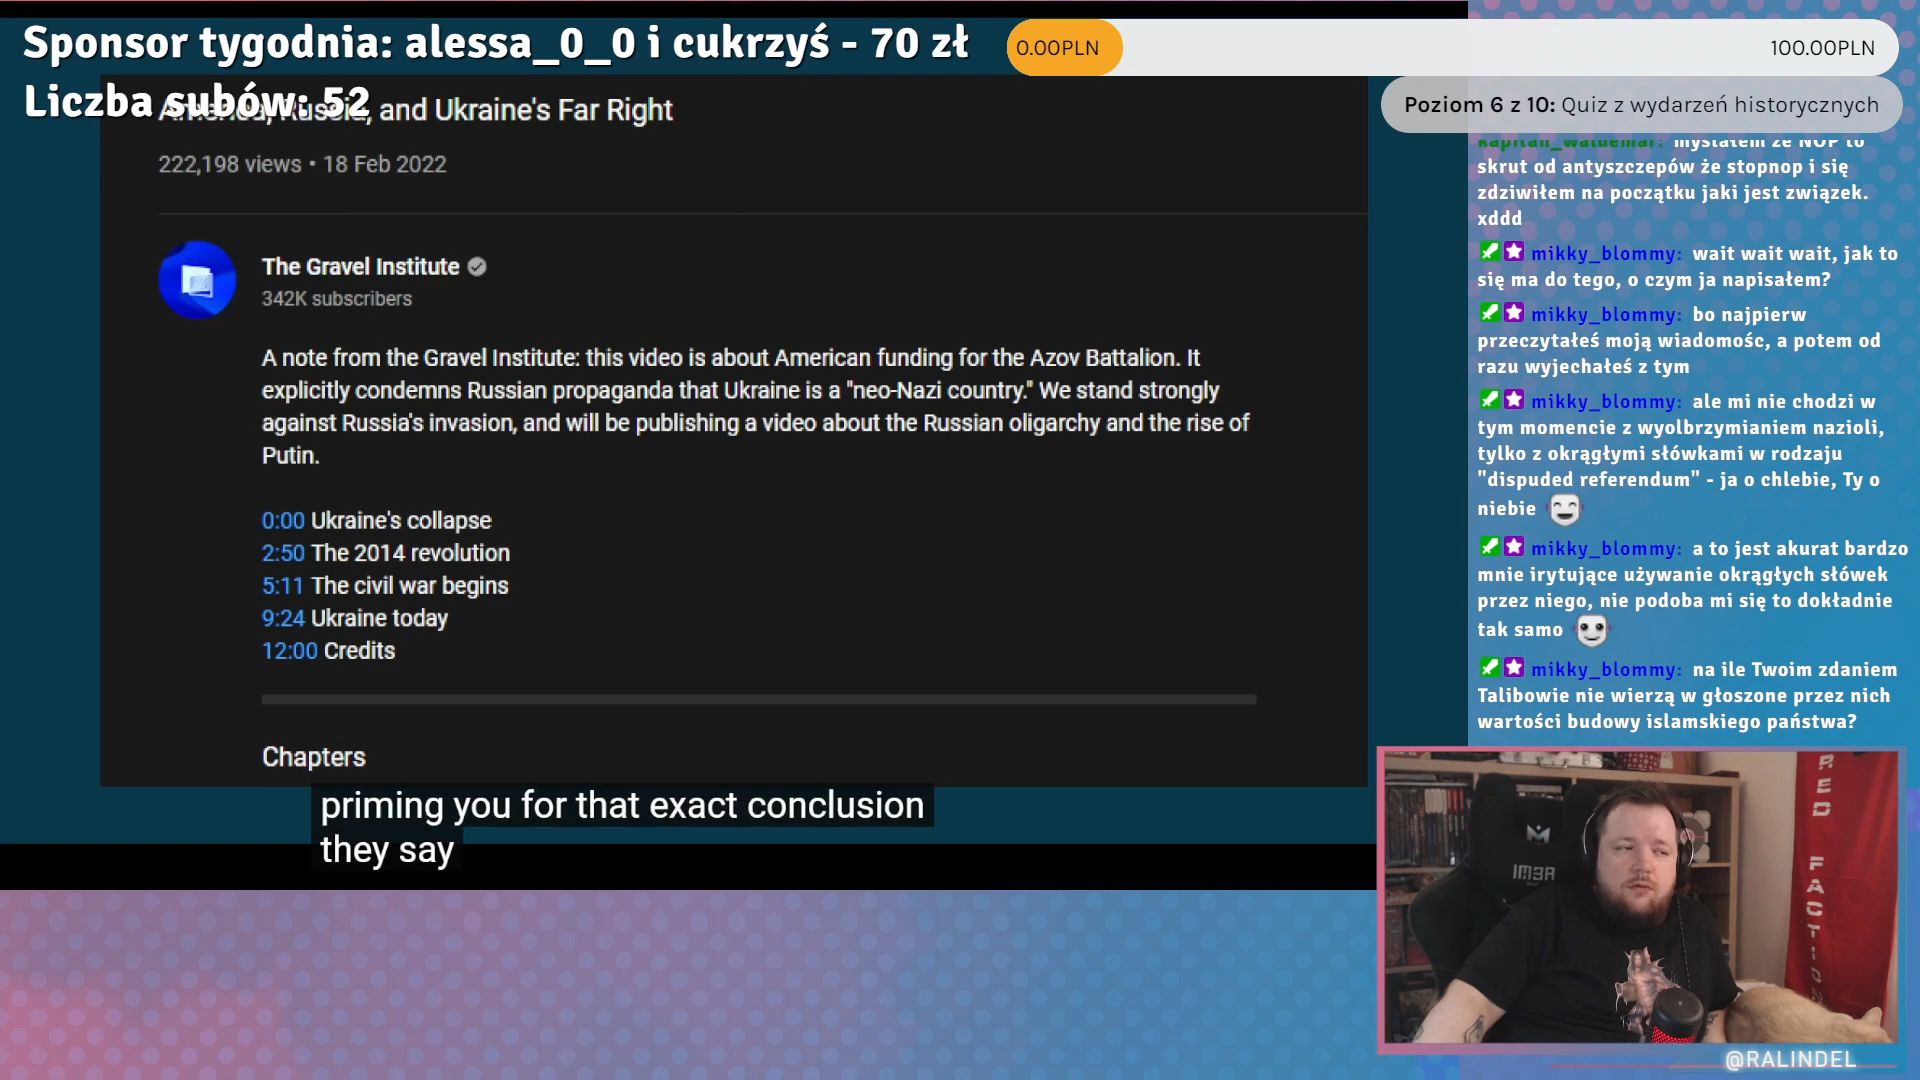 Sponsor tygodnia: alessa_0_0 i cukrzyś - 70 zł
0.00PLN
100.00PLN
Liczba subów: 52
America, Russia, and Ukraine's Far Right
Poziom 6 z 10: Quiz z wydarzeń historycznych
222,198 views • 18 Feb 2022
The Gravel Institute
342K subscribers
A note from the Gravel Institute: this video is about American funding for the Azov Battalion. It
explicitly condemns Russian propaganda that Ukraine is a "neo-Nazi country." We stand strongly
against Russia's invasion, and will be publishing a video about the Russian oligarchy and the rise of
Putin.
0:00 Ukraine's collapse
2:50 The 2014 revolution
5:11 The civil war begins
9:24 Ukraine today
12:00 Credits
Chapters
priming you for that exact conclusion
they say
kapitan_waldemar: myślałem że NOP to
skrut od antyszczepów że stopnop i się
zdziwiłem na początku jaki jest związek.
xddd
mikky_blommy: wait wait wait, jak to
się ma do tego, o czym ja napisałem?
mikky_blommy: bo najpierw
przeczytałeś moją wiadomośc, a potem od
razu wyjechałeś z tym
mikky_blommy: ale mi nie chodzi w
tym momencie z wyolbrzymianiem nazioli,
tylko z okrągłymi słówkami w rodzaju
"dispuded referendum" - ja o chlebie, Ty o
niebie
mikky_blommy: a to jest akurat bardzo
mnie irytujące używanie okrągłych słówek
przez niego, nie podoba mi się to dokładnie
tak samo
mikky_blommy: na ile Twoim zdaniem
Talibowie nie wierzą w głoszone przez nich
wartości budowy islamskiego państwa?
IM3A
RED FACTION
@RALINDEL